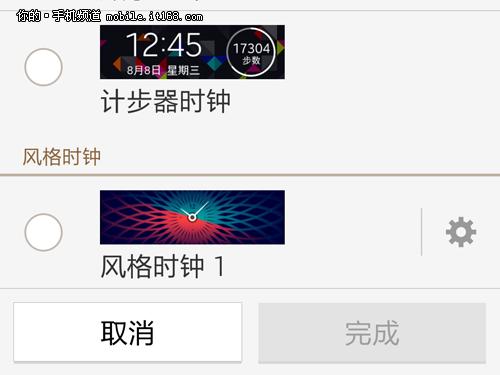 你的·手机频道 mobile.it168.com
12:45
8月8日 星期三
17304
步数
计步器时钟
风格时钟
风格时钟 1
取消
完成